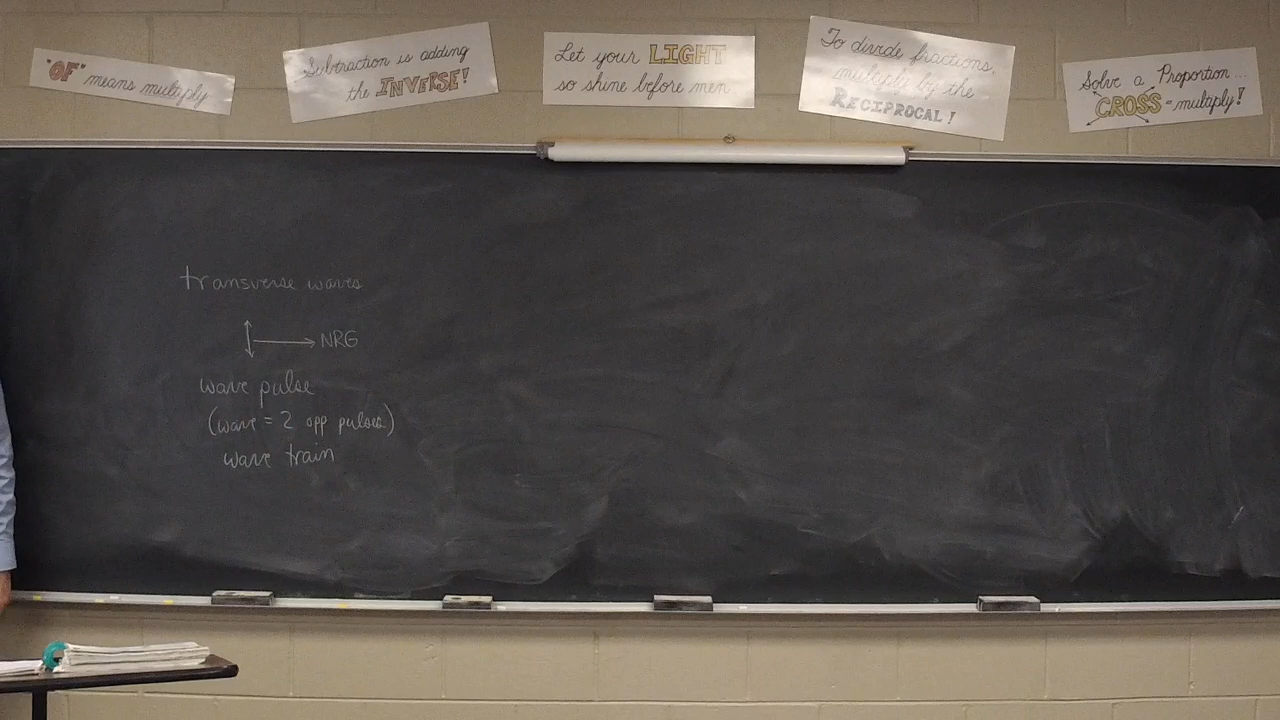 "OF" means multiply
Subtraction is adding
the INVERSE!
Let your LIGHT
so shine before men.
To divide fractions,
multiply by the
RECIPROCAL!
Solve a Proportion...
CROSS-multiply!
transverse waves
NRG
wave pulse
(wave = 2 opp pulses)
wave train